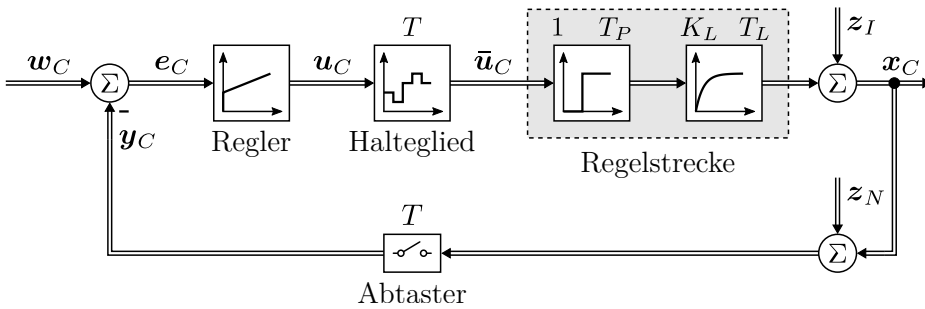 T
1 T_P K_L T_L
z_I
w_C Σ e_C u_C ū_C Σ x_C
Regler
Halteglied
Regelstrecke
-
y_C
T
z_N
Σ
Abtaster